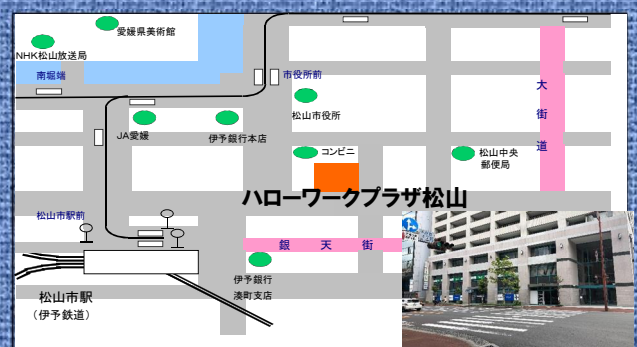 愛媛県美術館
NHK松山放送局
南堀端
市役所前
大
街
道
松山市役所
JA愛媛
伊予銀行本店
コンビニ
松山中央
郵便局
ハローワークプラザ松山
松山市駅前
銀天街
伊予銀行
湊町支店
松山市駅
（伊予鉄道）